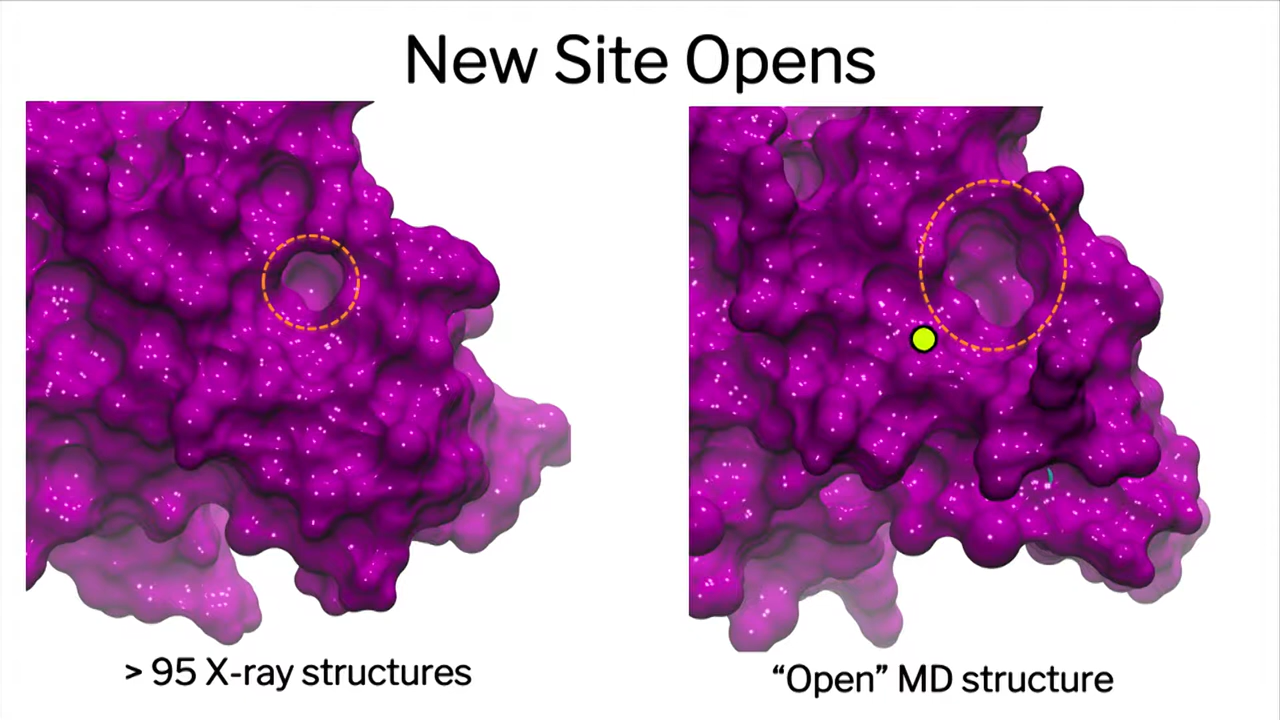 New Site Opens
> 95 X-ray structures
“Open” MD structure